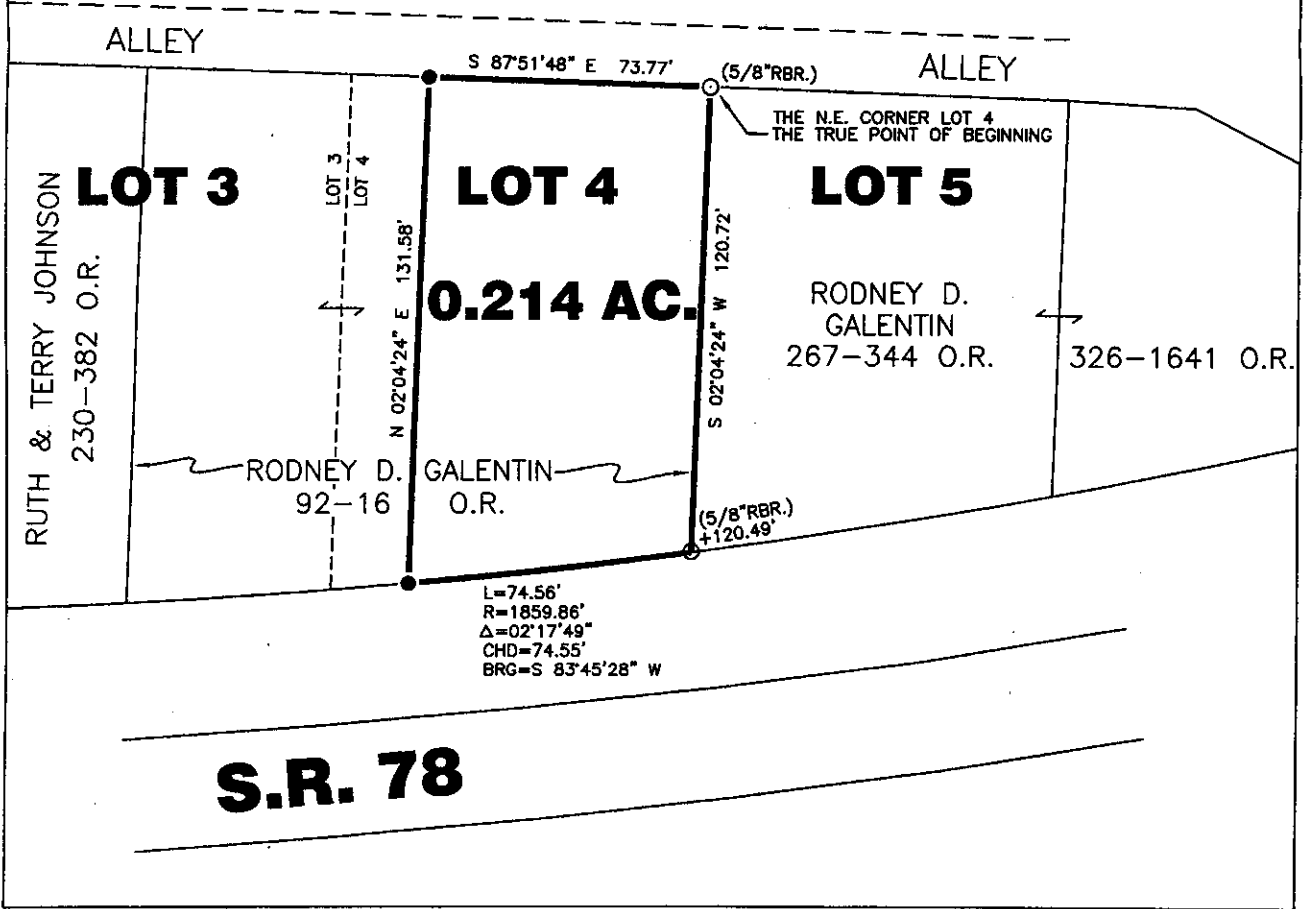 ALLEY
S 87°51'48" E 73.77'
(5/8"RBR.)
ALLEY
THE N.E. CORNER LOT 4
THE TRUE POINT OF BEGINNING
LOT 3
LOT 3
LOT 4
LOT 4
LOT 5
RUTH & TERRY JOHNSON
230-382 O.R.
N 02°04'24" E 131.58'
0.214 AC.
S 02°04'24" W 120.72'
RODNEY D.
GALENTIN
267-344 O.R.
326-1641 O.R.
RODNEY D. GALENTIN
92-16 O.R.
(5/8"RBR.)
+120.49'
L=74.56'
R=1859.86'
Δ=02°17'49"
CHD=74.55'
BRG=S 83°45'28" W
S.R. 78